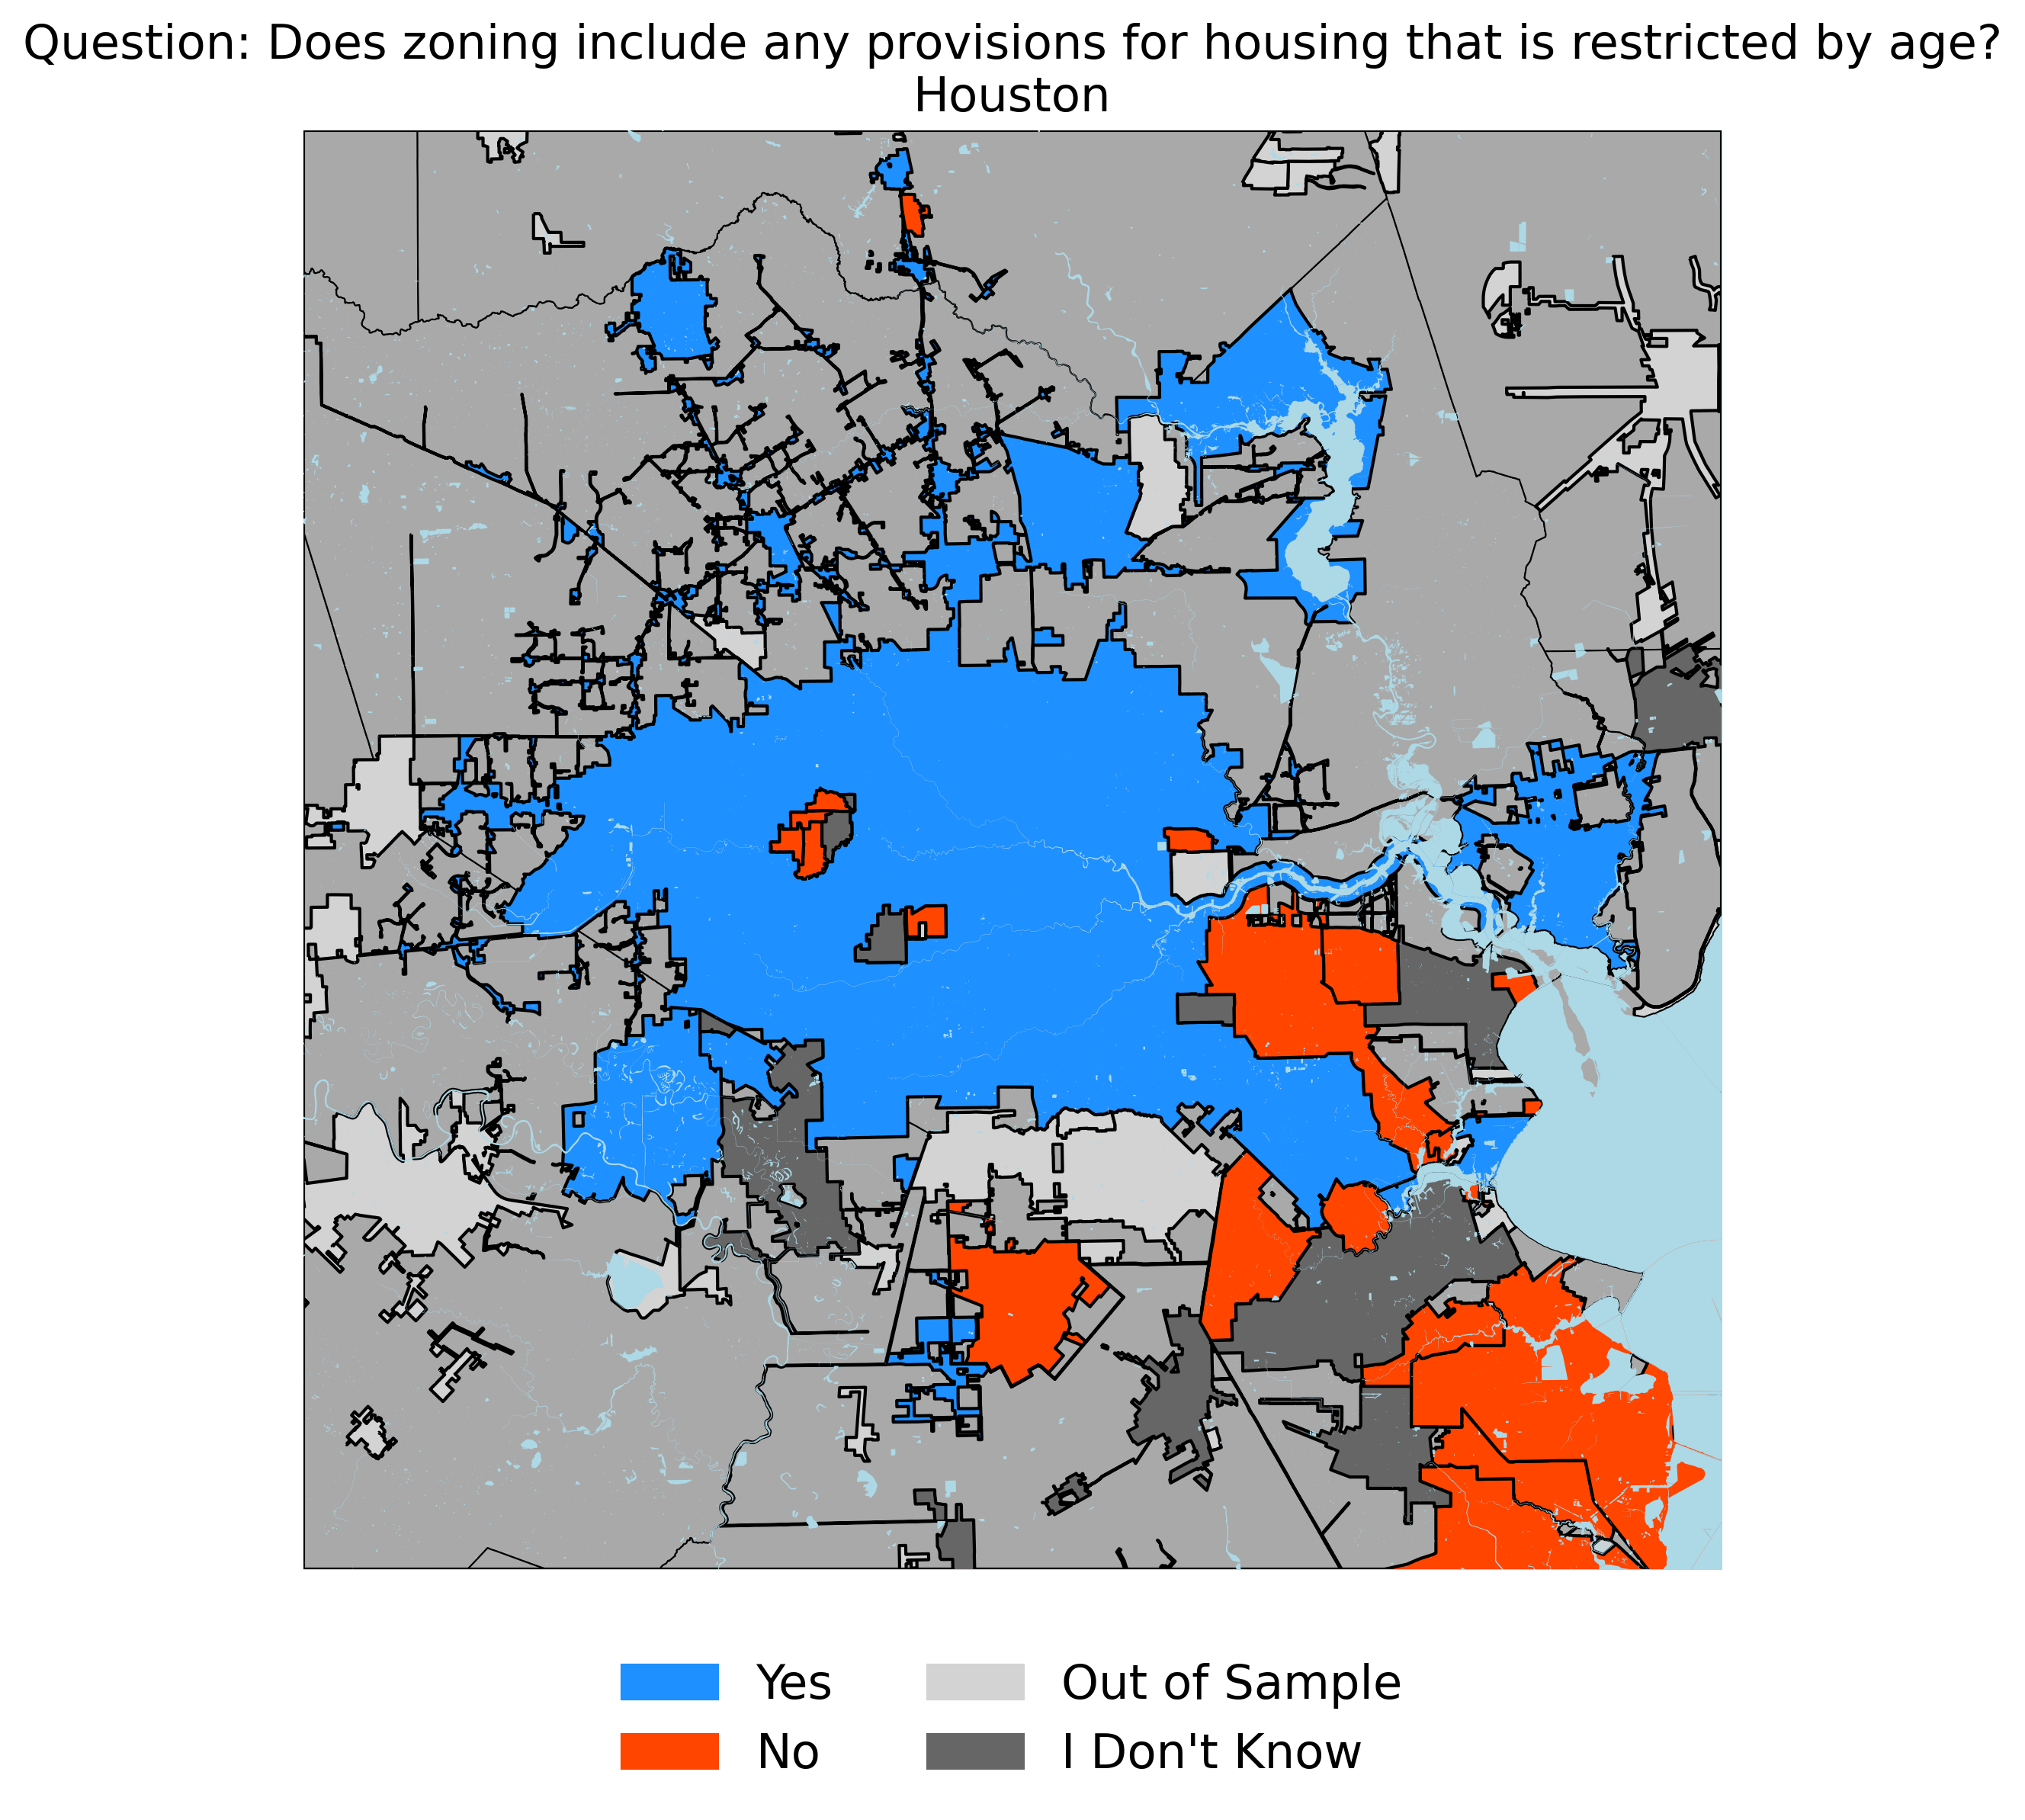 Question: Does zoning include any provisions for housing that is restricted by age?
Houston
Yes
No
Out of Sample
I Don't Know